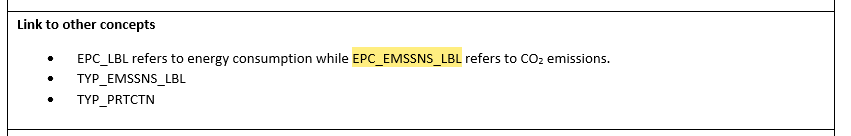 Link to other concepts
• EPC_LBL refers to energy consumption while EPC_EMSSNS_LBL refers to CO₂ emissions.
• TYP_EMSSNS_LBL
• TYP_PRTCTN